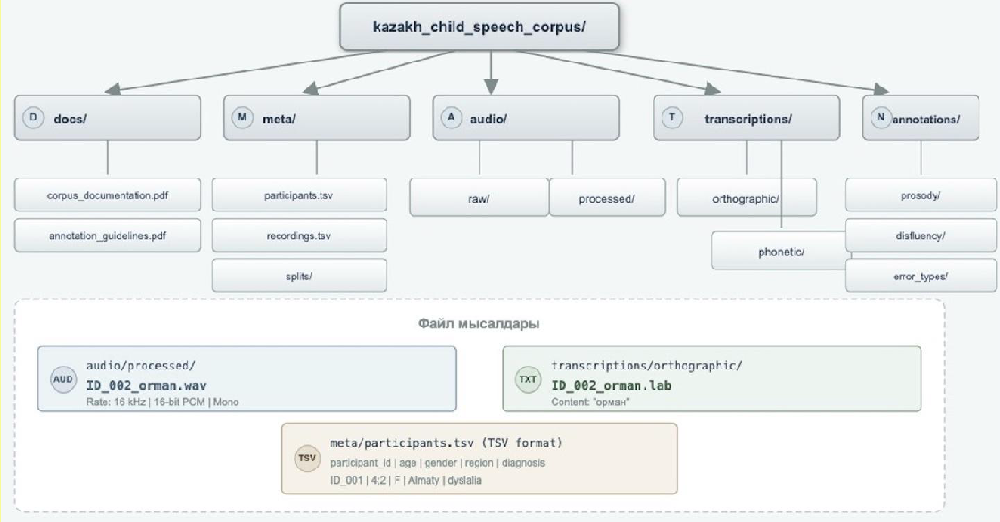 kazakh_child_speech_corpus/
D docs/
M meta/
A audio/
T transcriptions/
N annotations/
corpus_documentation.pdf
participants.tsv
raw/
processed/
orthographic/
prosody/
annotation_guidelines.pdf
recordings.tsv
phonetic/
disfluency/
splits/
error_types/
Файл мысалдары
AUD
audio/processed/
ID_002_orman.wav
Rate: 16 kHz | 16-bit PCM | Mono
TXT
transcriptions/orthographic/
ID_002_orman.lab
Content: "орман"
TSV
meta/participants.tsv (TSV format)
participant_id | age | gender | region | diagnosis
ID_001 | 4;2 | F | Almaty | dyslalia